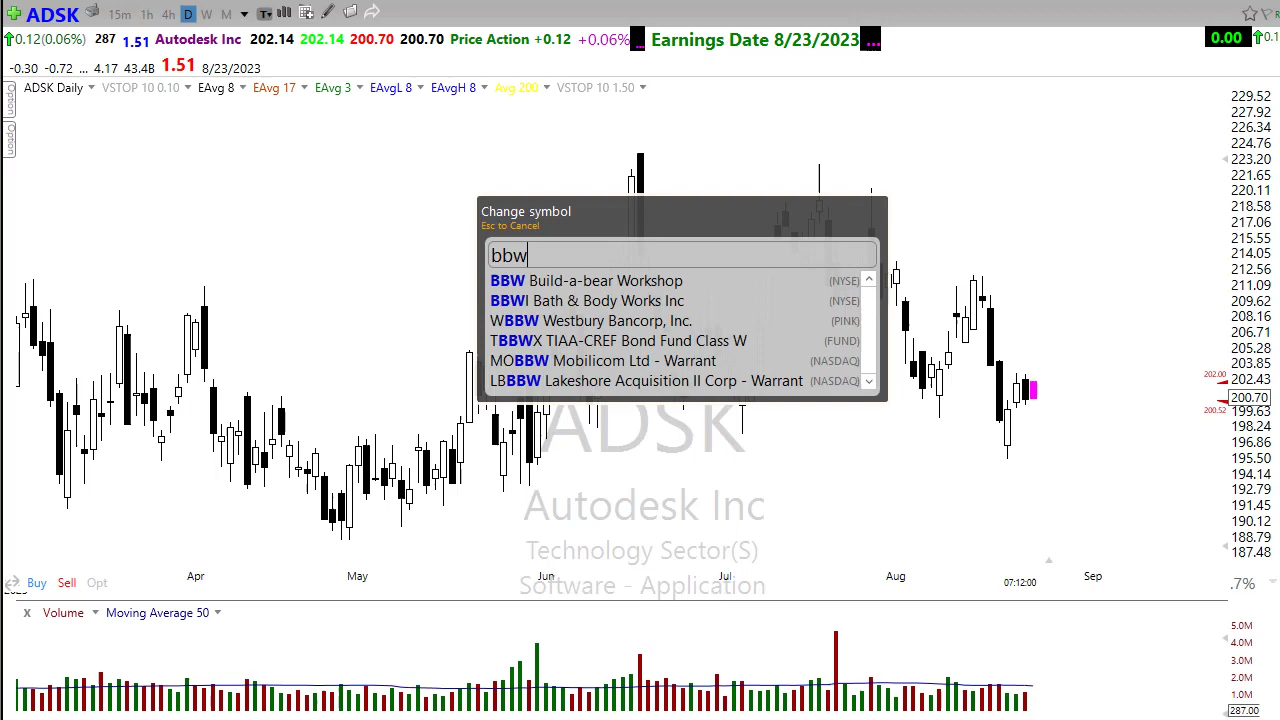 ADSK 15m 1h 4h D W M T
0.12(0.06%) 287 1.51 Autodesk Inc 202.14 202.14 200.70 200.70 Price Action +0.12 +0.06% ... Earnings Date 8/23/2023 ... 0.00
-0.30 -0.72 ... 4.17 43.4B 1.51 8/23/2023
ADSK Daily VSTOP 10 0.10 EAvg 8 EAvg 17 EAvg 3 EAvgL 8 EAvgH 8 Avg 200 VSTOP 10 1.50
Option
Option
Change symbol
Esc to Cancel
bbw
BBW Build-a-bear Workshop (NYSE)
BBWI Bath & Body Works Inc (NYSE)
WBBW Westbury Bancorp, Inc. (PINK)
TBBWX TIAA-CREF Bond Fund Class W (FUND)
MOBBW Mobilicom Ltd - Warrant (NASDAQ)
LBBBW Lakeshore Acquisition II Corp - Warrant (NASDAQ)
ADSK
Autodesk Inc
Technology Sector(S)
Software - Application
229.52
227.92
226.34
224.76
223.20
221.65
220.11
218.58
217.06
215.55
214.05
212.56
211.09
209.62
208.16
206.71
205.28
203.85
202.00
202.43
200.70
200.52
199.63
198.24
196.86
195.50
194.14
192.79
191.45
190.12
188.79
187.48
Apr May Jun Jul Aug Sep
Buy Sell Opt
07:12:00
.7%
X Volume Moving Average 50
5.0M
4.0M
3.0M
2.0M
1.0M
287.00